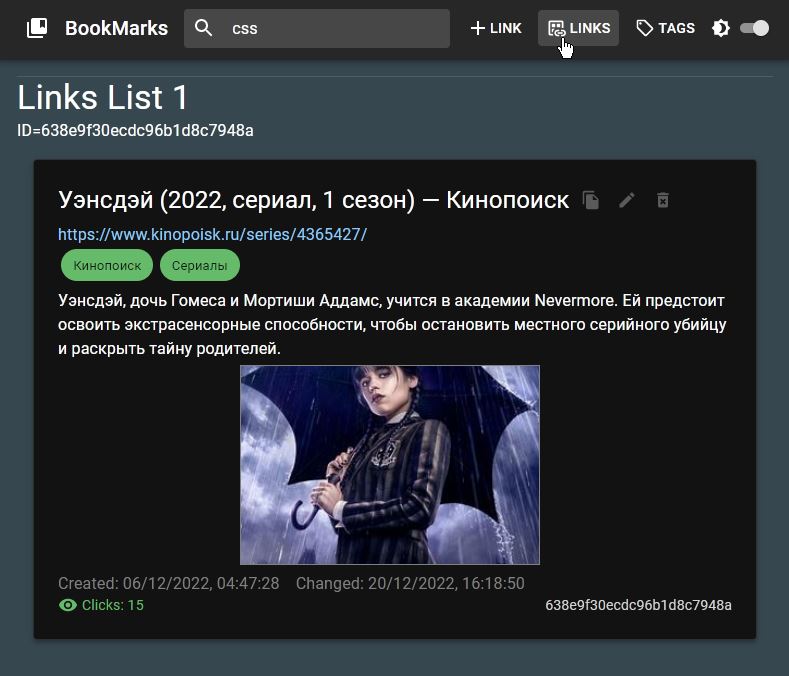 BookMarks css LINK LINKS TAGS
Links List 1
ID=638e9f30ecdc96b1d8c7948a
Уэнсдэй (2022, сериал, 1 сезон) — Кинопоиск
https://www.kinopoisk.ru/series/4365427/
Кинопоиск Сериалы
Уэнсдэй, дочь Гомеса и Мортиши Аддамс, учится в академии Nevermore. Ей предстоит
освоить экстрасенсорные способности, чтобы остановить местного серийного убийцу
и раскрыть тайну родителей.
Created: 06/12/2022, 04:47:28 Changed: 20/12/2022, 16:18:50
Clicks: 15 638e9f30ecdc96b1d8c7948a